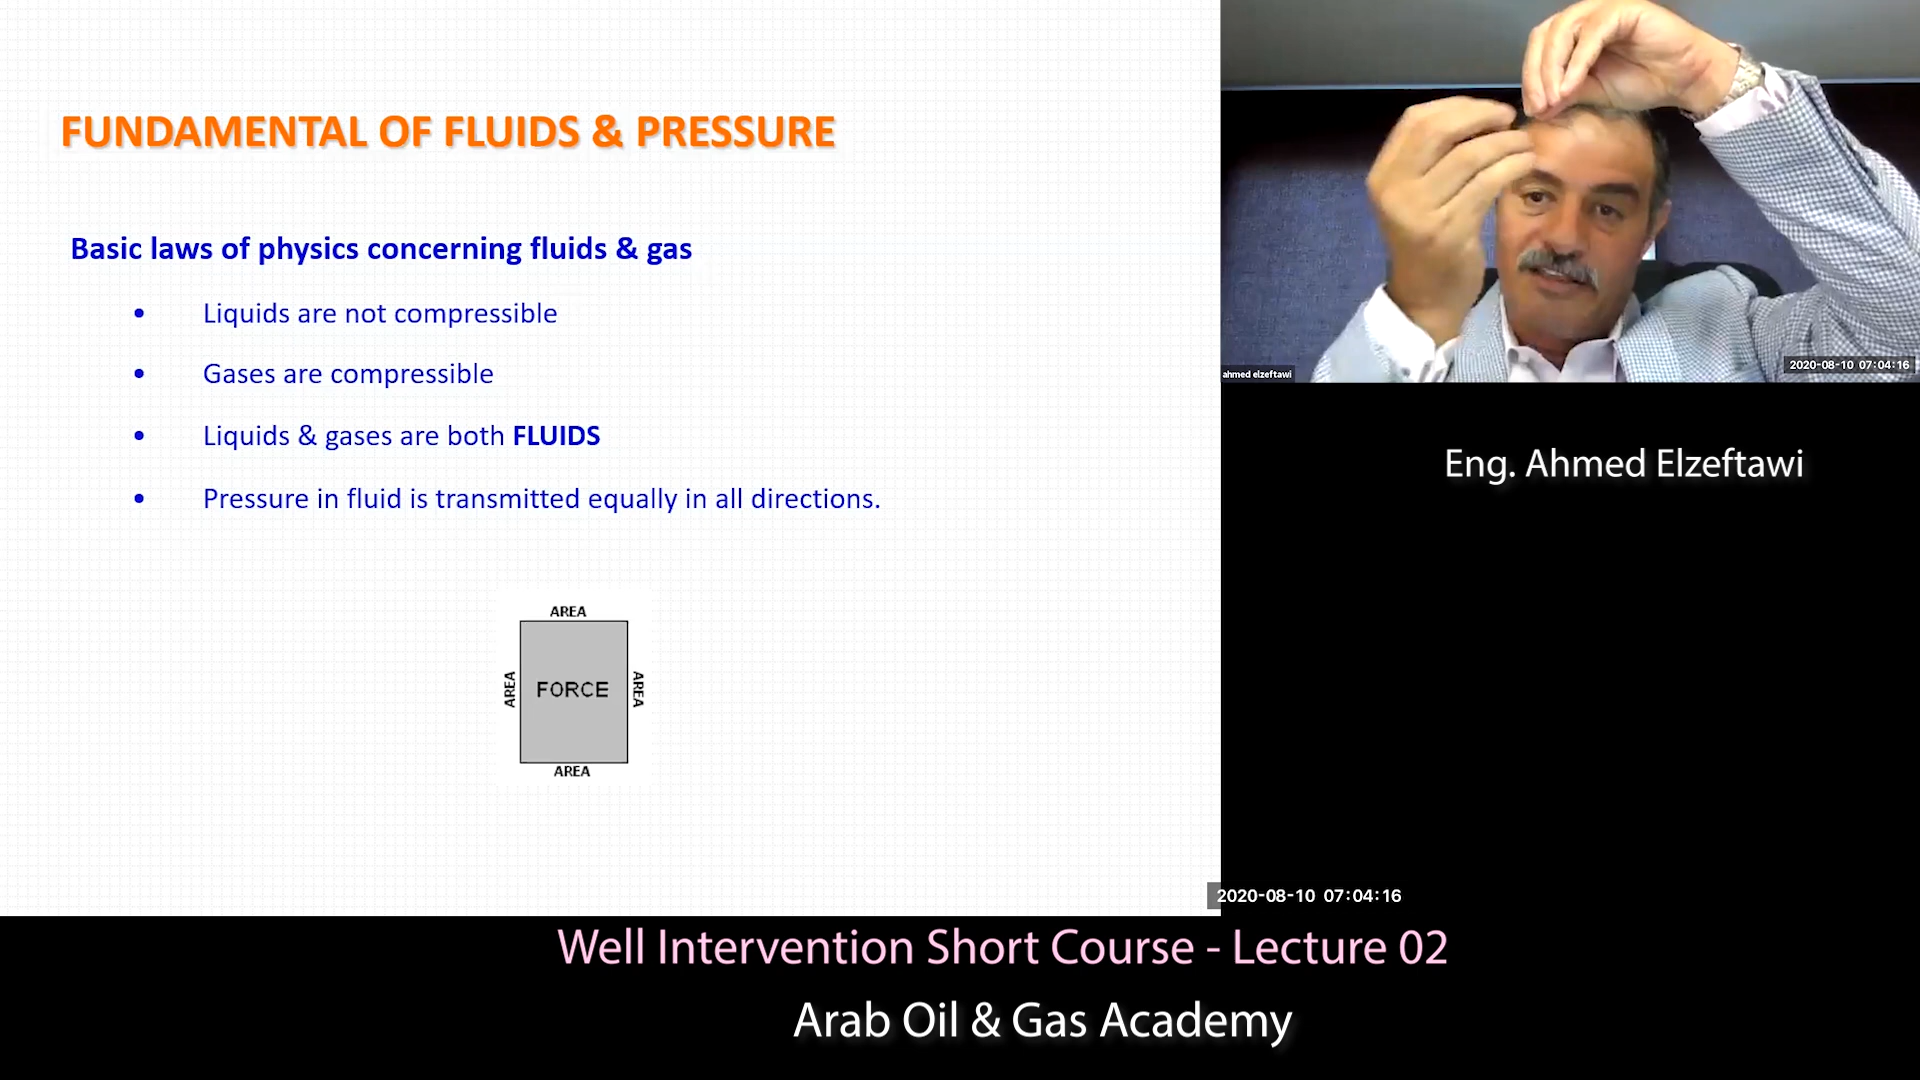 FUNDAMENTAL OF FLUIDS & PRESSURE
Basic laws of physics concerning fluids & gas
• Liquids are not compressible
• Gases are compressible
• Liquids & gases are both FLUIDS
• Pressure in fluid is transmitted equally in all directions.
AREA
AREA
FORCE
AREA
AREA
ahmed elzeftawi
2020-08-10 07:04:16
Eng. Ahmed Elzeftawi
2020-08-10 07:04:16
Well Intervention Short Course - Lecture 02
Arab Oil & Gas Academy